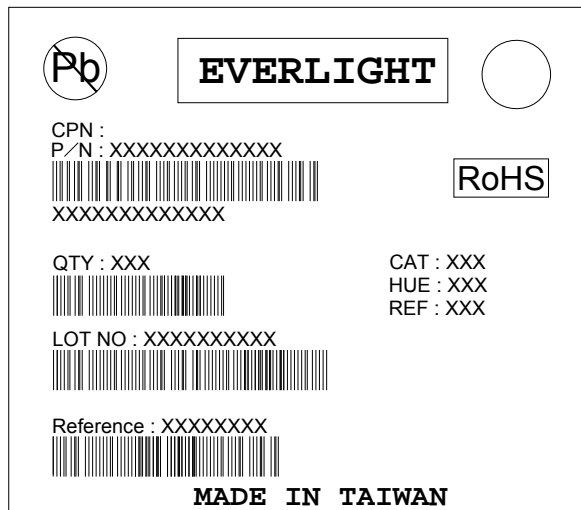 Pb
EVERLIGHT
CPN :
P/N : XXXXXXXXXXXXX
RoHS
XXXXXXXXXXXXX
QTY : XXX
CAT : XXX
HUE : XXX
REF : XXX
LOT NO : XXXXXXXXXX
Reference : XXXXXXXX
MADE IN TAIWAN